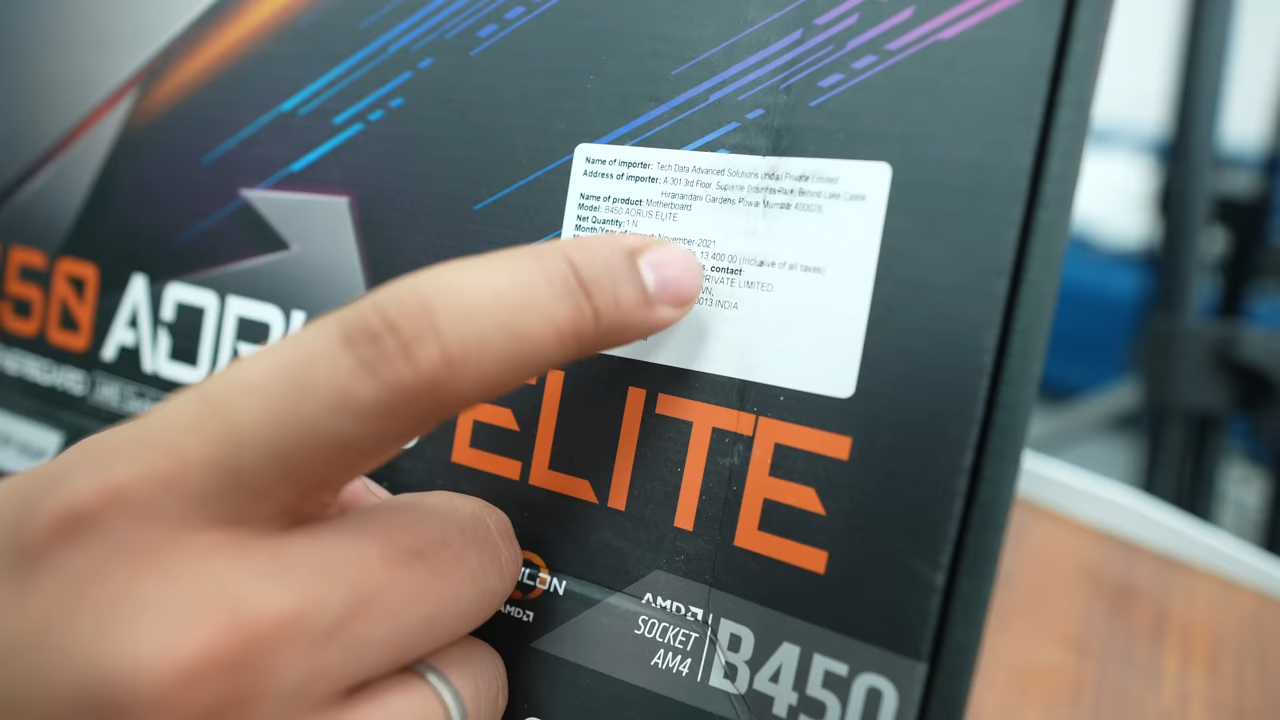 Name of importer: Tech Data Advanced Solutions (India) Private Limited
Address of importer: A-301 3rd Floor, Supreme Business Park, Behind Lake Castle
Hiranandani Gardens Powai Mumbai 400076
Name of product: Motherboard
Model: B450 AORUS ELITE
Net Quantity: 1 N
Month/Year of November-2021
13,400.00 (Inclusive of all taxes)
contact:
PRIVATE LIMITED
INDIA
50 AORU
ELITE
AMD
AMD
SOCKET
AM4
B450